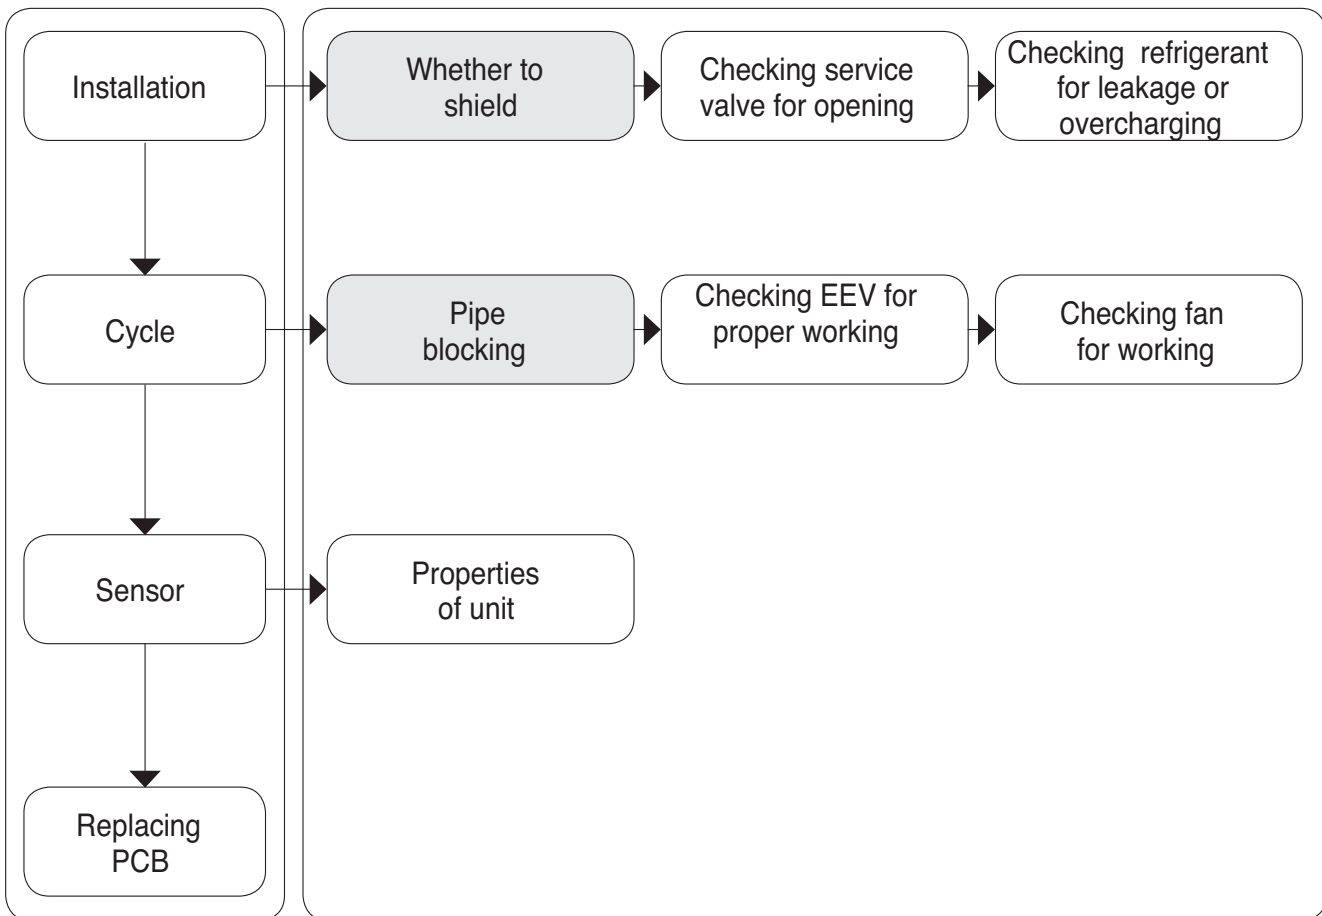 Installation
Whether to
shield
Checking service
valve for opening
Checking refrigerant
for leakage or
overcharging
Cycle
Pipe
blocking
Checking EEV for
proper working
Checking fan
for working
Sensor
Properties
of unit
Replacing
PCB